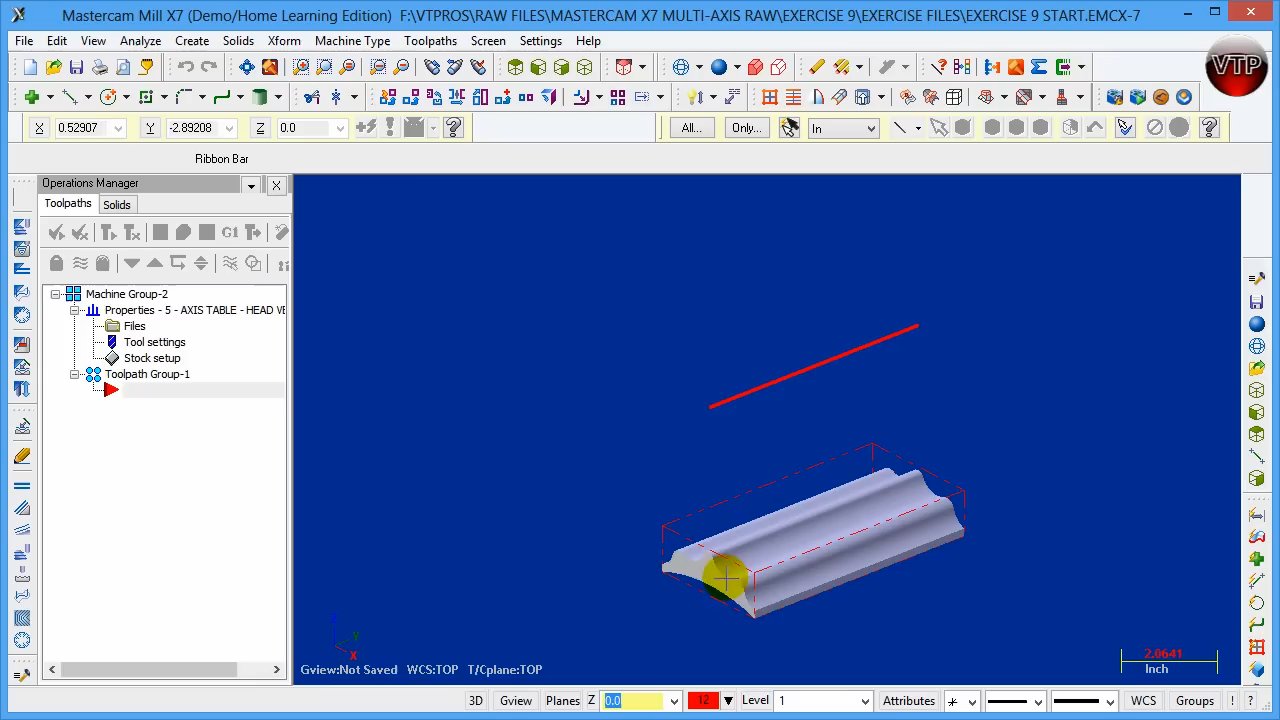 Mastercam Mill X7 (Demo/Home Learning Edition) F:\VTPROS\RAW FILES\MASTERCAM X7 MULTI-AXIS RAW\EXERCISE 9\EXERCISE FILES\EXERCISE 9 START.EMCX-7
File Edit View Analyze Create Solids Xform Machine Type Toolpaths Screen Settings Help
VTP
X 0.52907 Y -2.89208 Z 0.0 All... Only... In
Ribbon Bar
Operations Manager
Toolpaths Solids
G1
Machine Group-2
Properties - 5 - AXIS TABLE - HEAD VE
Files
Tool settings
Stock setup
Toolpath Group-1
Y
X
Gview:Not Saved WCS:TOP T/Cplane:TOP
2.0641
Inch
3D Gview Planes Z 0.0 12 Level 1 Attributes WCS Groups ! ?